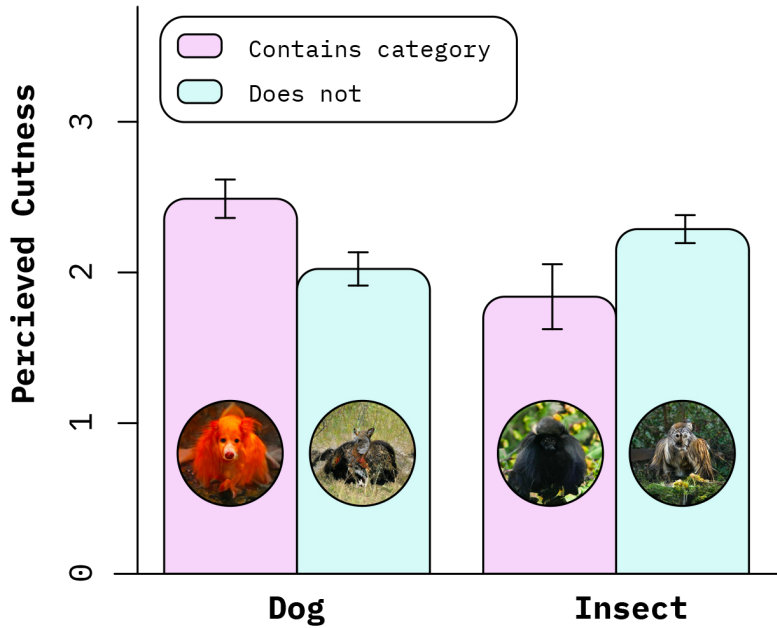 Contains category
Does not
Percieved Cutness
3
2
1
0
Dog
Insect